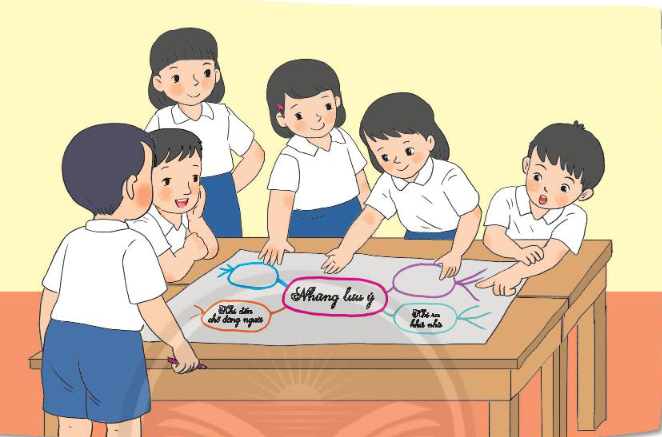 Những lưu ý
Khi đến
chỗ đông người
Khi ra
khỏi nhà